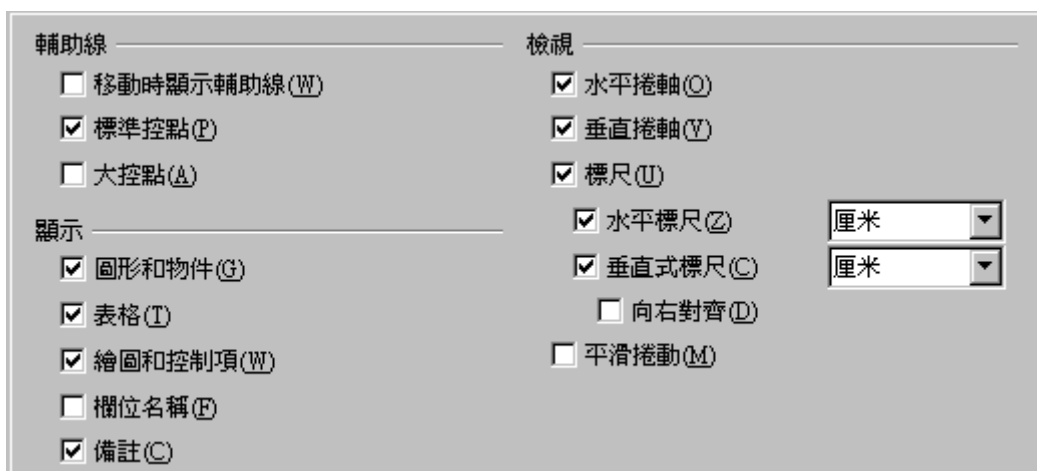 輔助線
移動時顯示輔助線(W)
標準控點(P)
大控點(A)
顯示
圖形和物件(G)
表格(T)
繪圖和控制項(W)
欄位名稱(F)
備註(C)
檢視
水平捲軸(O)
垂直捲軸(V)
標尺(U)
水平標尺(Z) 厘米
垂直式標尺(C) 厘米
向右對齊(D)
平滑捲動(M)